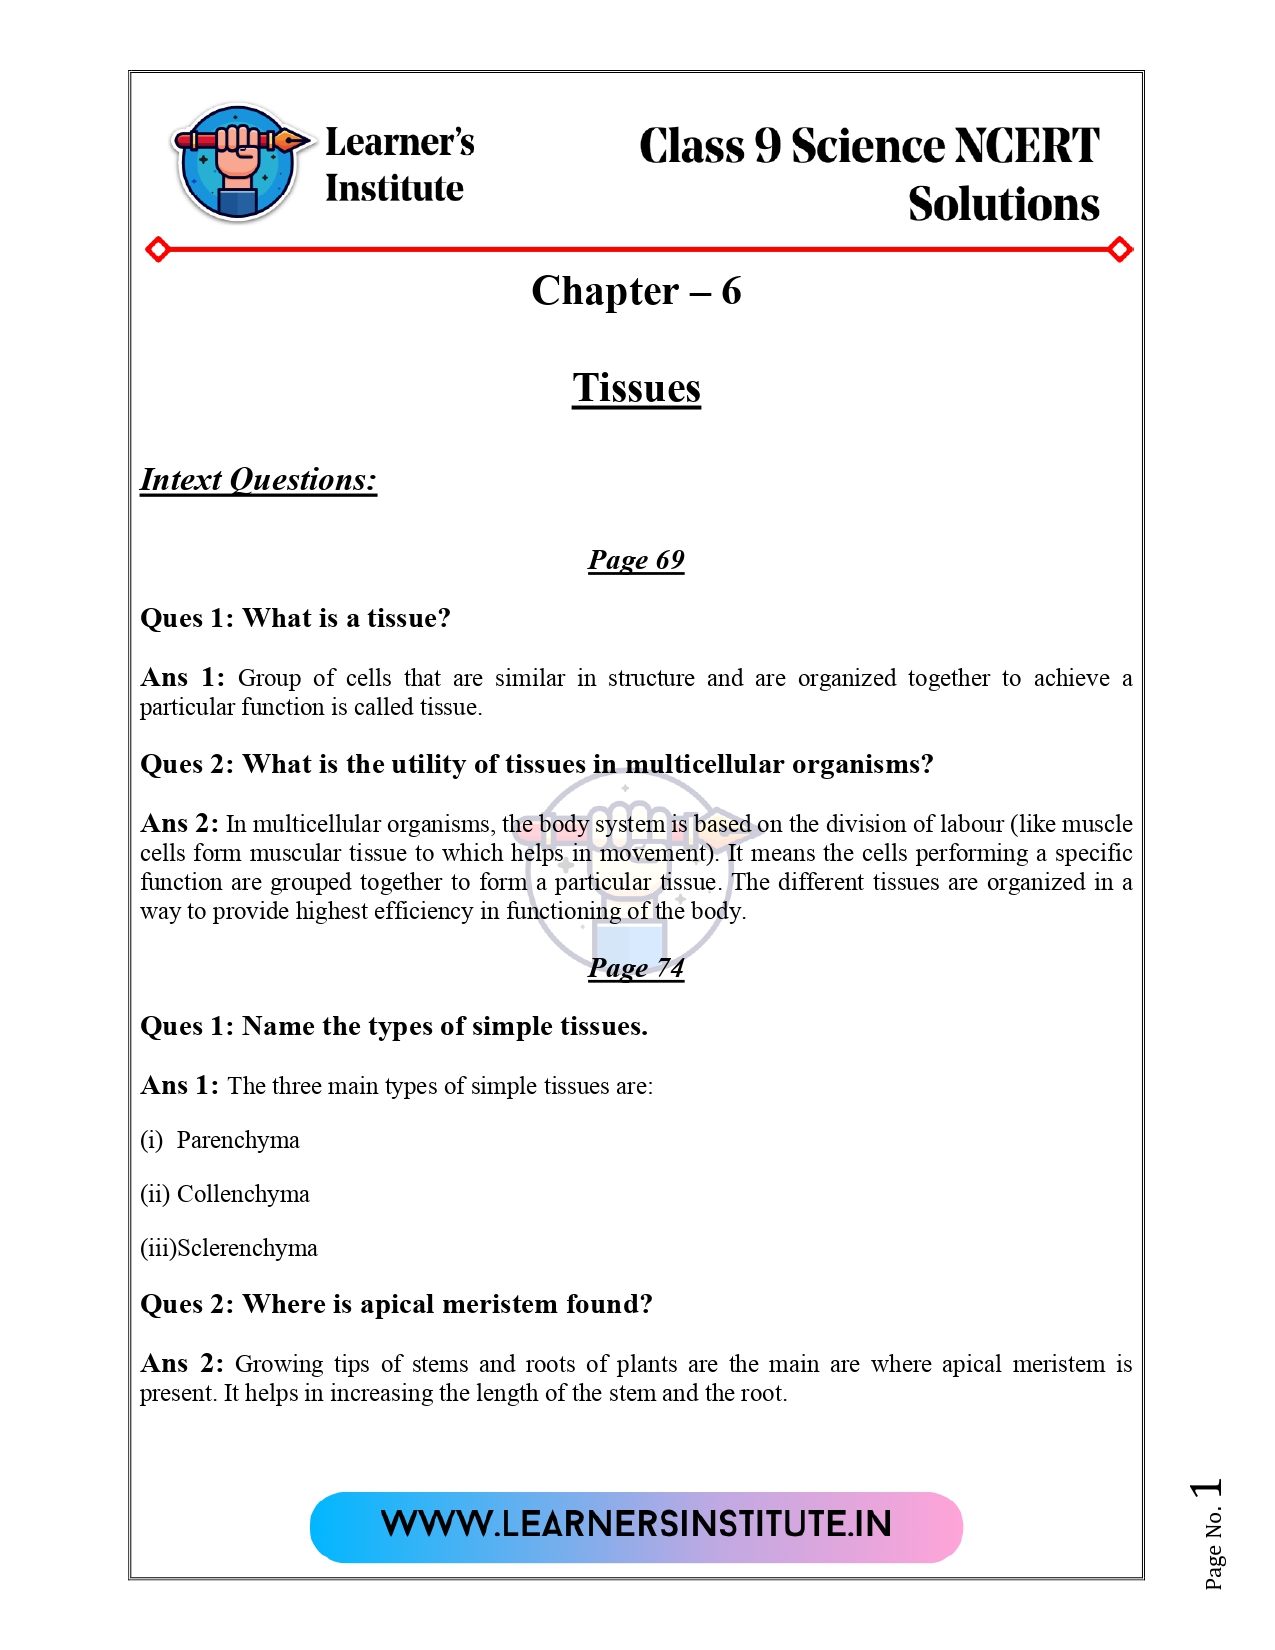 Learner's
Institute
Class 9 Science NCERT
Solutions
Chapter – 6
Tissues
Intext Questions:
Page 69
Ques 1: What is a tissue?
Ans 1: Group of cells that are similar in structure and are organized together to achieve a
particular function is called tissue.
Ques 2: What is the utility of tissues in multicellular organisms?
Ans 2: In multicellular organisms, the body system is based on the division of labour (like muscle
cells form muscular tissue to which helps in movement). It means the cells performing a specific
function are grouped together to form a particular tissue. The different tissues are organized in a
way to provide highest efficiency in functioning of the body.
Page 74
Ques 1: Name the types of simple tissues.
Ans 1: The three main types of simple tissues are:
(i) Parenchyma
(ii) Collenchyma
(iii)Sclerenchyma
Ques 2: Where is apical meristem found?
Ans 2: Growing tips of stems and roots of plants are the main are where apical meristem is
present. It helps in increasing the length of the stem and the root.
WWW.LEARNERSINSTITUTE.IN
Page No. 1